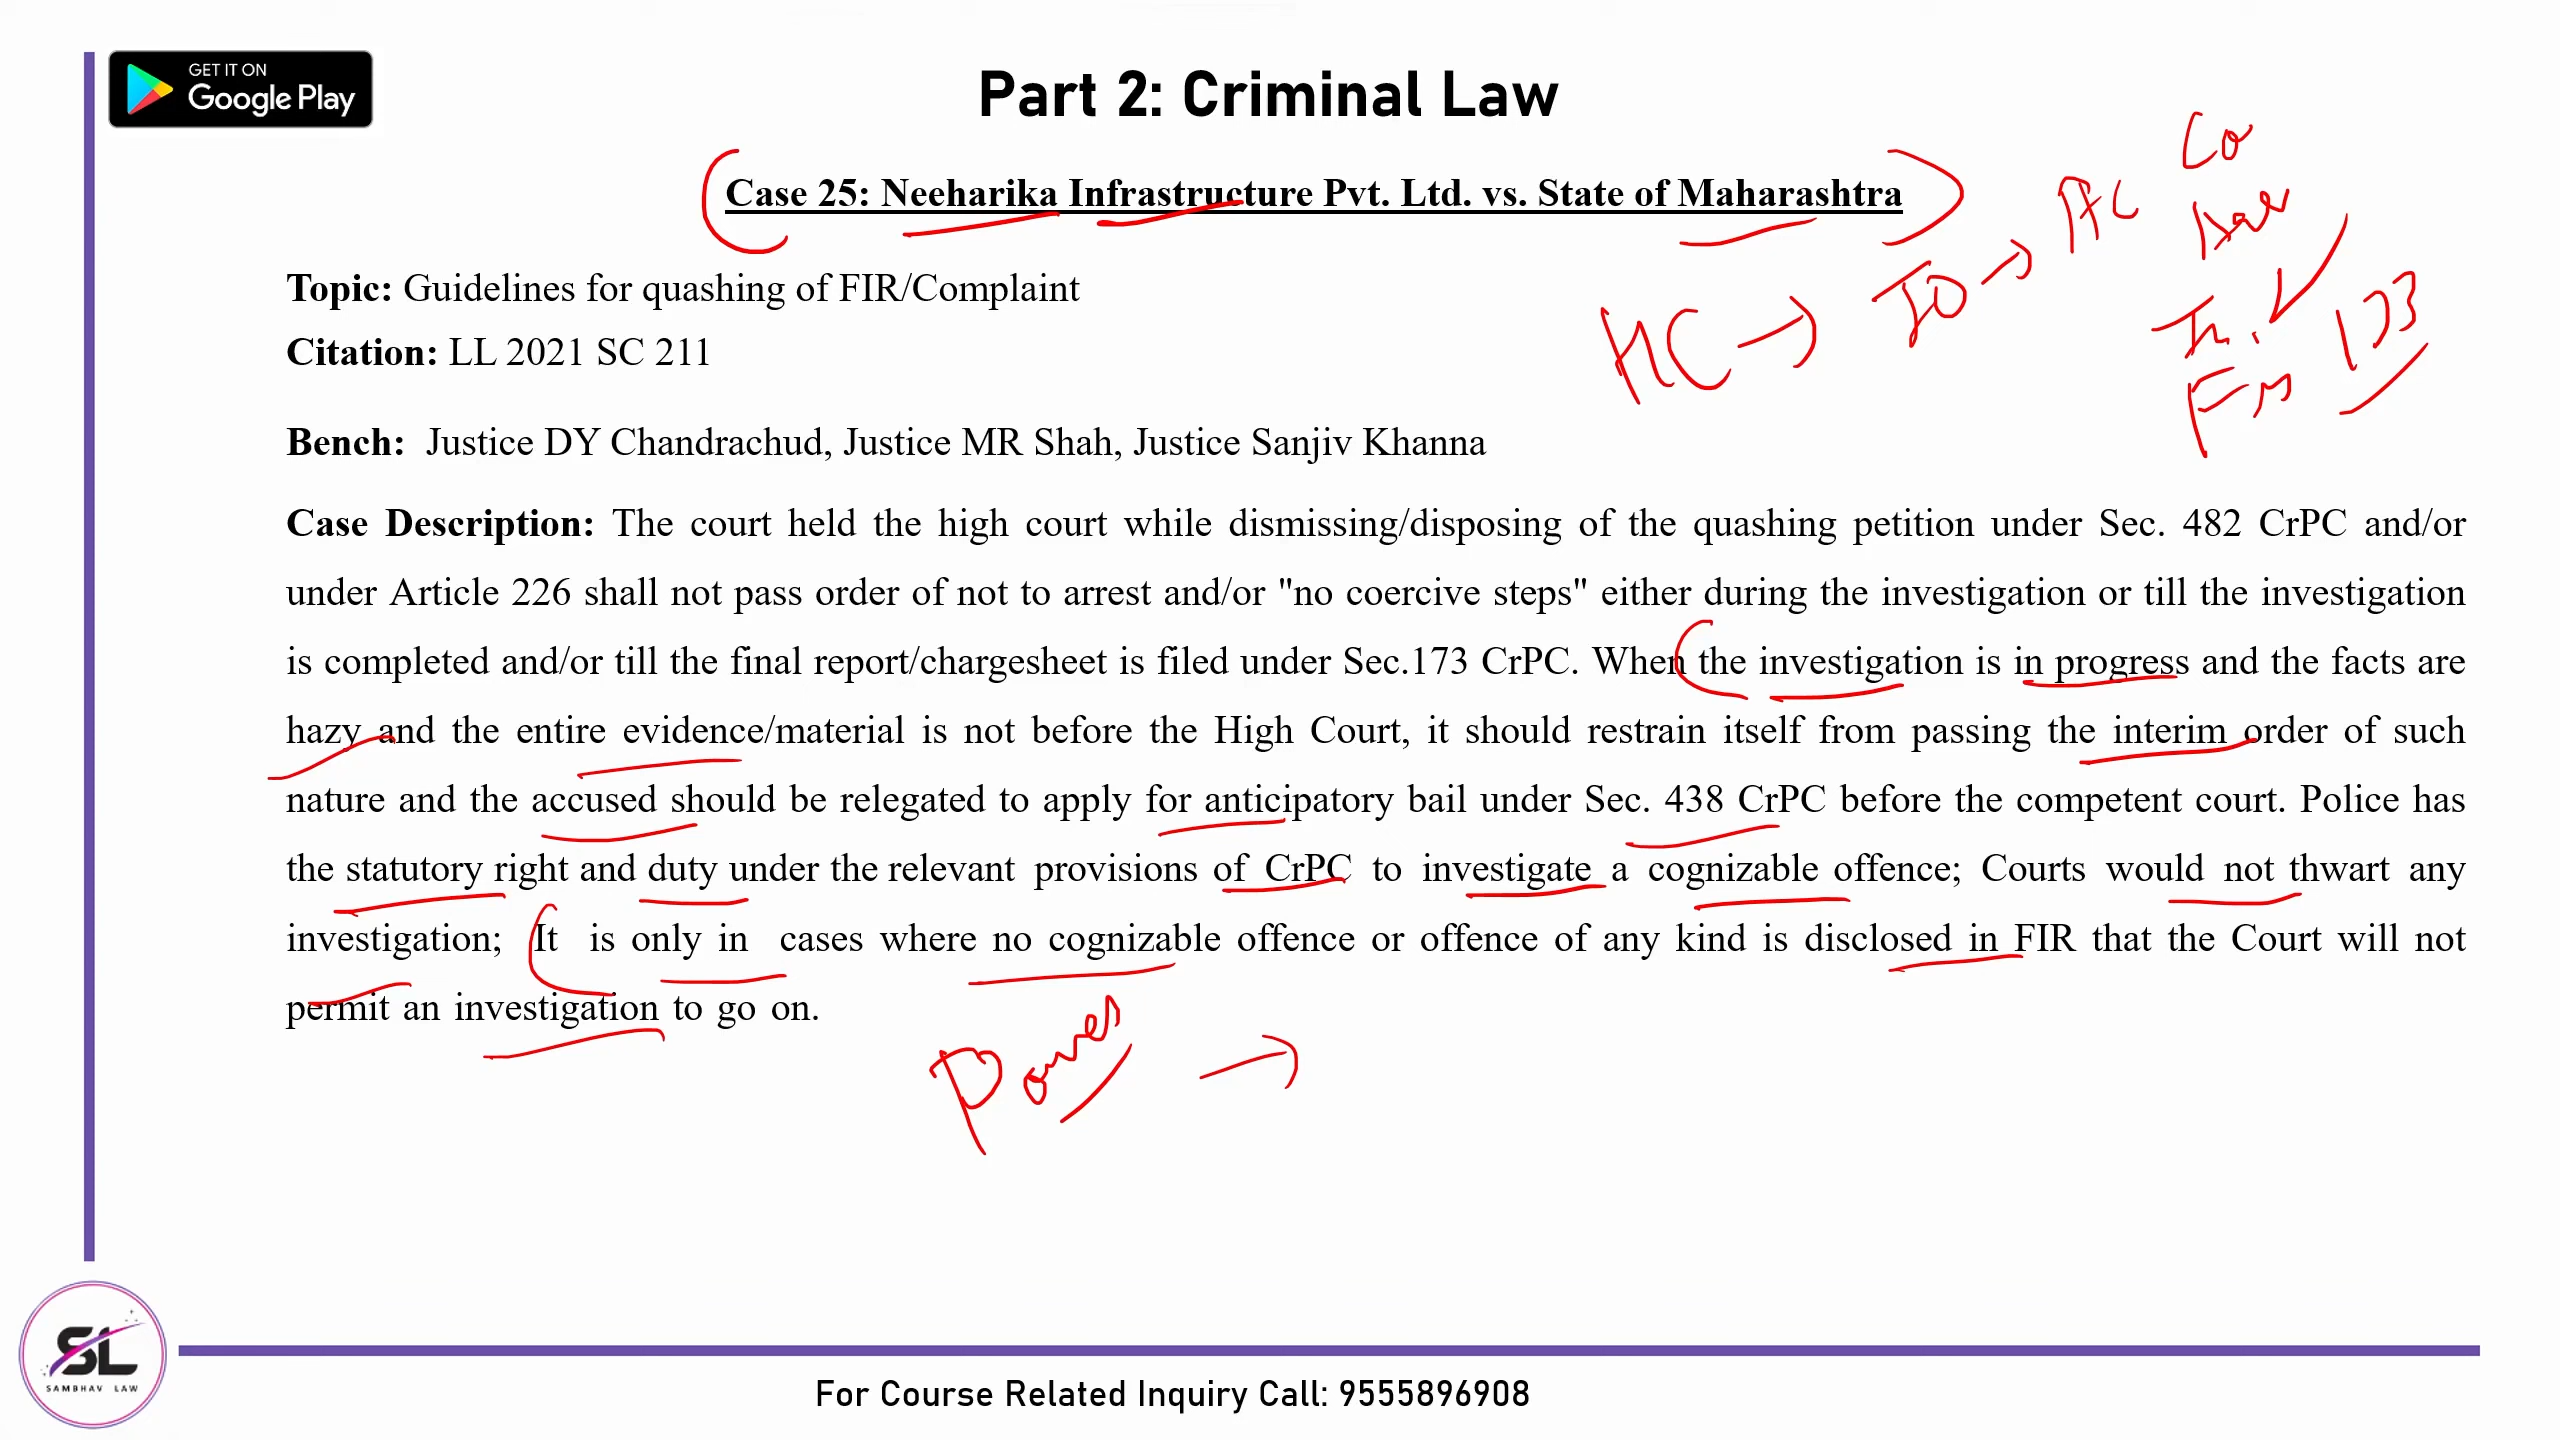 GET IT ON
Google Play
Part 2: Criminal Law
Case 25: Neeharika Infrastructure Pvt. Ltd. vs. State of Maharashtra
Topic: Guidelines for quashing of FIR/Complaint
Citation: LL 2021 SC 211
HC → IO →
173
Bench: Justice DY Chandrachud, Justice MR Shah, Justice Sanjiv Khanna
Case Description: The court held the high court while dismissing/disposing of the quashing petition under Sec. 482 CrPC and/or
under Article 226 shall not pass order of not to arrest and/or "no coercive steps" either during the investigation or till the investigation
is completed and/or till the final report/chargesheet is filed under Sec.173 CrPC. When the investigation is in progress and the facts are
hazy and the entire evidence/material is not before the High Court, it should restrain itself from passing the interim order of such
nature and the accused should be relegated to apply for anticipatory bail under Sec. 438 CrPC before the competent court. Police has
the statutory right and duty under the relevant provisions of CrPC to investigate a cognizable offence; Courts would not thwart any
investigation; It is only in cases where no cognizable offence or offence of any kind is disclosed in FIR that the Court will not
permit an investigation to go on.
Power →
SL
SAMBHAV LAW
For Course Related Inquiry Call: 9555896908